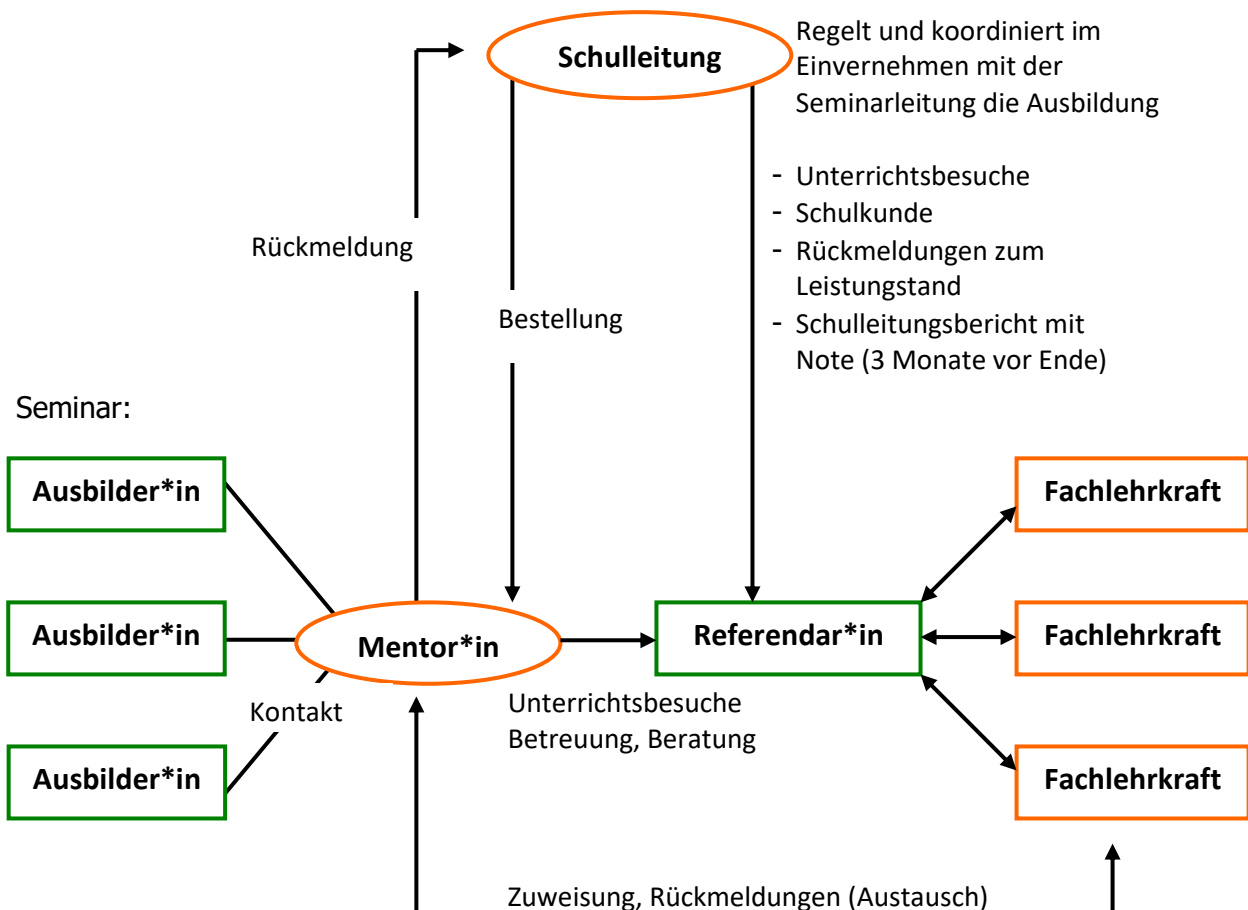 Schulleitung
Regelt und koordiniert im
Einvernehmen mit der
Seminarleitung die Ausbildung
- Unterrichtsbesuche
- Schulkunde
- Rückmeldungen zum
Leistungstand
- Schulleitungsbericht mit
Note (3 Monate vor Ende)
Rückmeldung
Bestellung
Seminar:
Ausbilder*in
Fachlehrkraft
Ausbilder*in
Mentor*in
Referendar*in
Fachlehrkraft
Kontakt
Unterrichtsbesuche
Betreuung, Beratung
Ausbilder*in
Fachlehrkraft
Zuweisung, Rückmeldungen (Austausch)